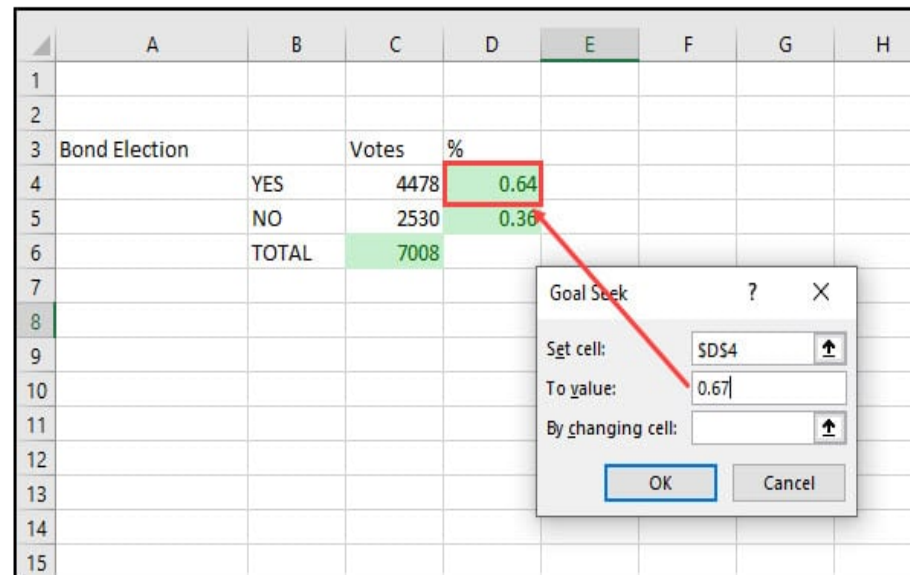 A B C D E F G H
1
2
3 Bond Election Votes %
4 YES 4478 0.64
5 NO 2530 0.36
6 TOTAL 7008
7
8
9
10
11
12
13
14
15
Goal Seek ? X
Set cell: $D$4
To value: 0.67
By changing cell:
OK Cancel